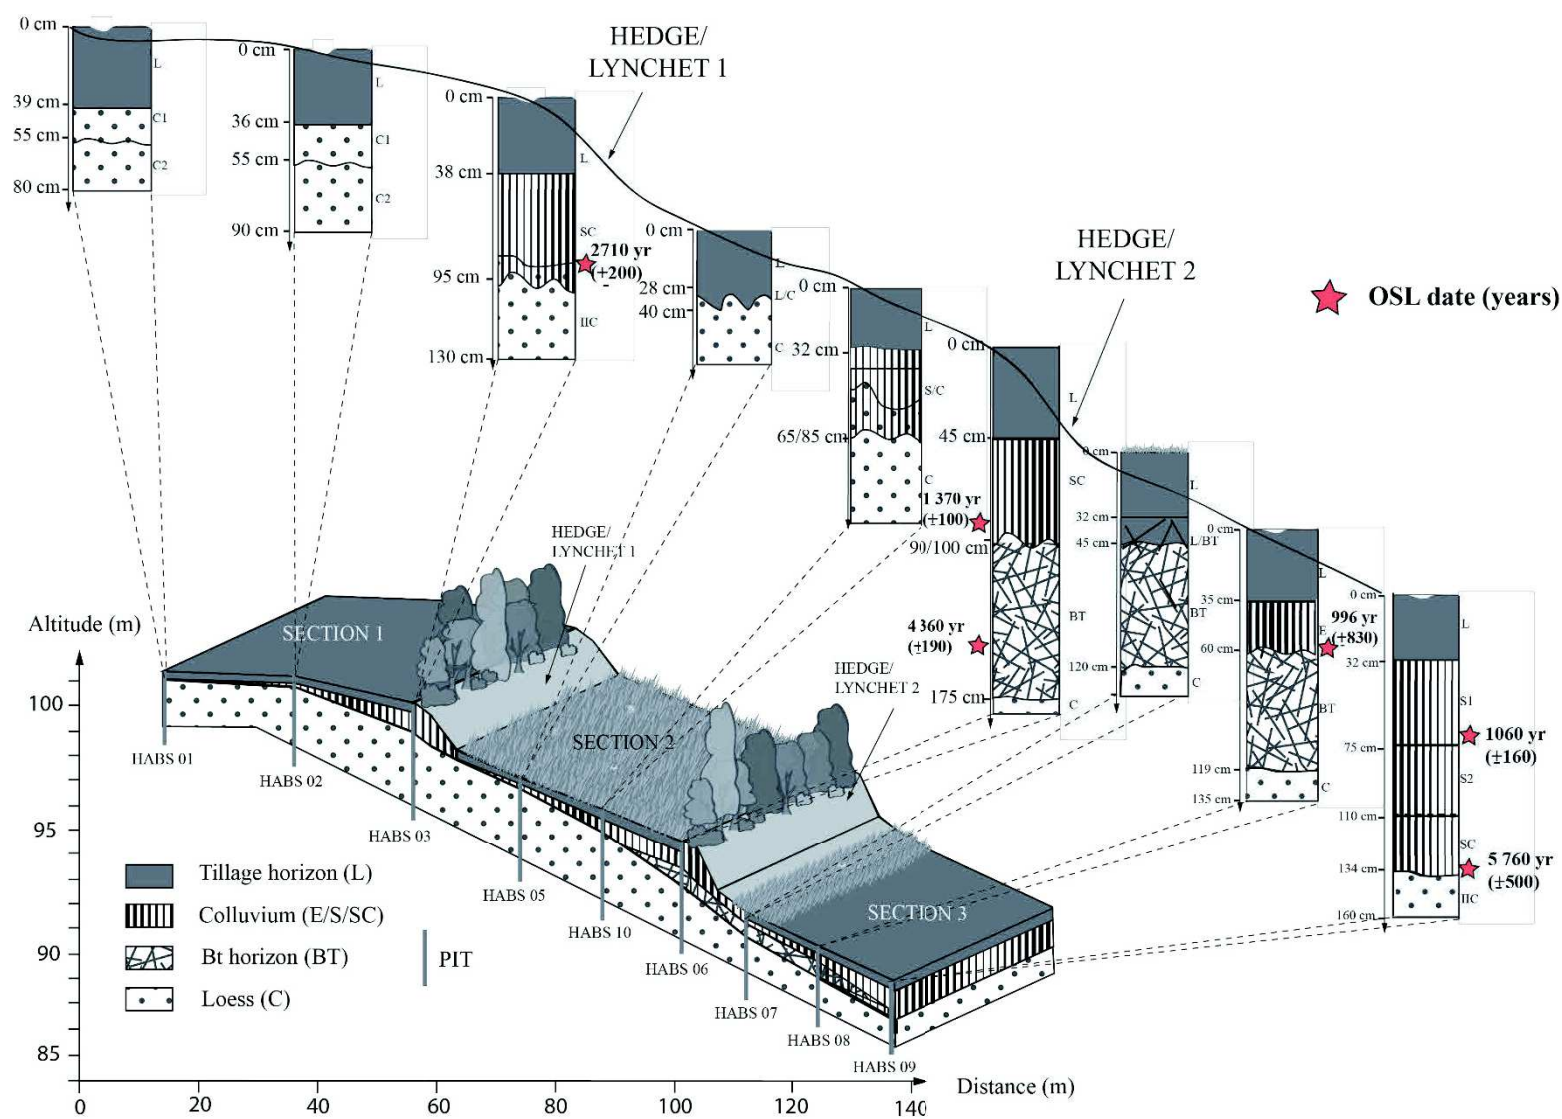 0 cm
39 cm
55 cm
80 cm
L
C1
C2
0 cm
36 cm
55 cm
90 cm
L
C1
C2
HEDGE/
LYNCHET 1
0 cm
38 cm
95 cm
130 cm
L
SC
IIC
2710 yr
(±200)
0 cm
28 cm
40 cm
L
L/C
C
0 cm
32 cm
65/85 cm
L
S/C
C
HEDGE/
LYNCHET 2
0 cm
45 cm
90/100 cm
175 cm
L
SC
BT
C
1 370 yr
(±100)
4 360 yr
(±190)
0 cm
32 cm
45 cm
120 cm
L
L/BT
BT
C
0 cm
35 cm
60 cm
119 cm
135 cm
L
E
BT
C
996 yr
(±830)
0 cm
32 cm
75 cm
110 cm
134 cm
160 cm
L
S1
S2
SC
IIC
1060 yr
(±160)
5 760 yr
(±500)
OSL date (years)
Altitude (m)
100
95
90
85
SECTION 1
HEDGE/
LYNCHET 1
SECTION 2
HEDGE/
LYNCHET 2
SECTION 3
HABS 01
HABS 02
HABS 03
HABS 05
HABS 10
HABS 06
HABS 07
HABS 08
HABS 09
Tillage horizon (L)
Colluvium (E/S/SC)
Bt horizon (BT)
Loess (C)
PIT
0
20
40
60
80
100
120
140
Distance (m)